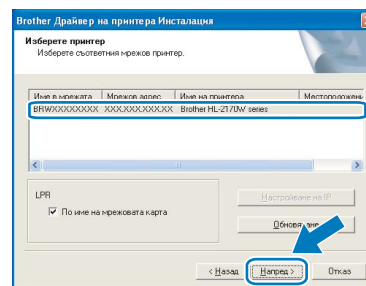 Brother Драйвер на принтера Инсталация
Изберете принтер
Изберете съответния мрежов принтер.
Име в мрежата Мрежов адрес Име на принтера Местоположени
BRWXXXXXXXX XXX.XXX.XXX.XX Brother HL-2170W series
LPR
Настройване на IP
По име на мрежовата карта
Обновяване
< Назад Напред > Отказ